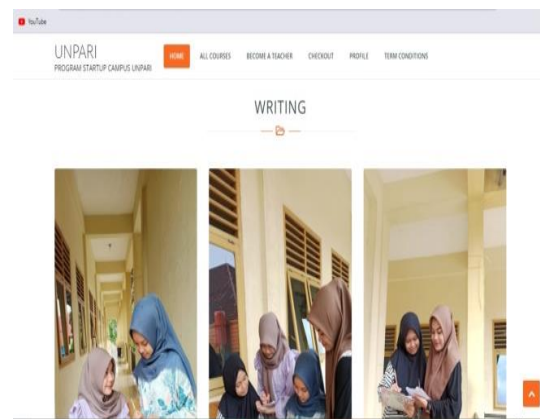 YouTube
UNPARI
PROGRAM STARTUP CAMPUS UNPARI
HOME ALL COURSES BECOME A TEACHER CHECKOUT PROFILE TERM CONDITIONS
WRITING